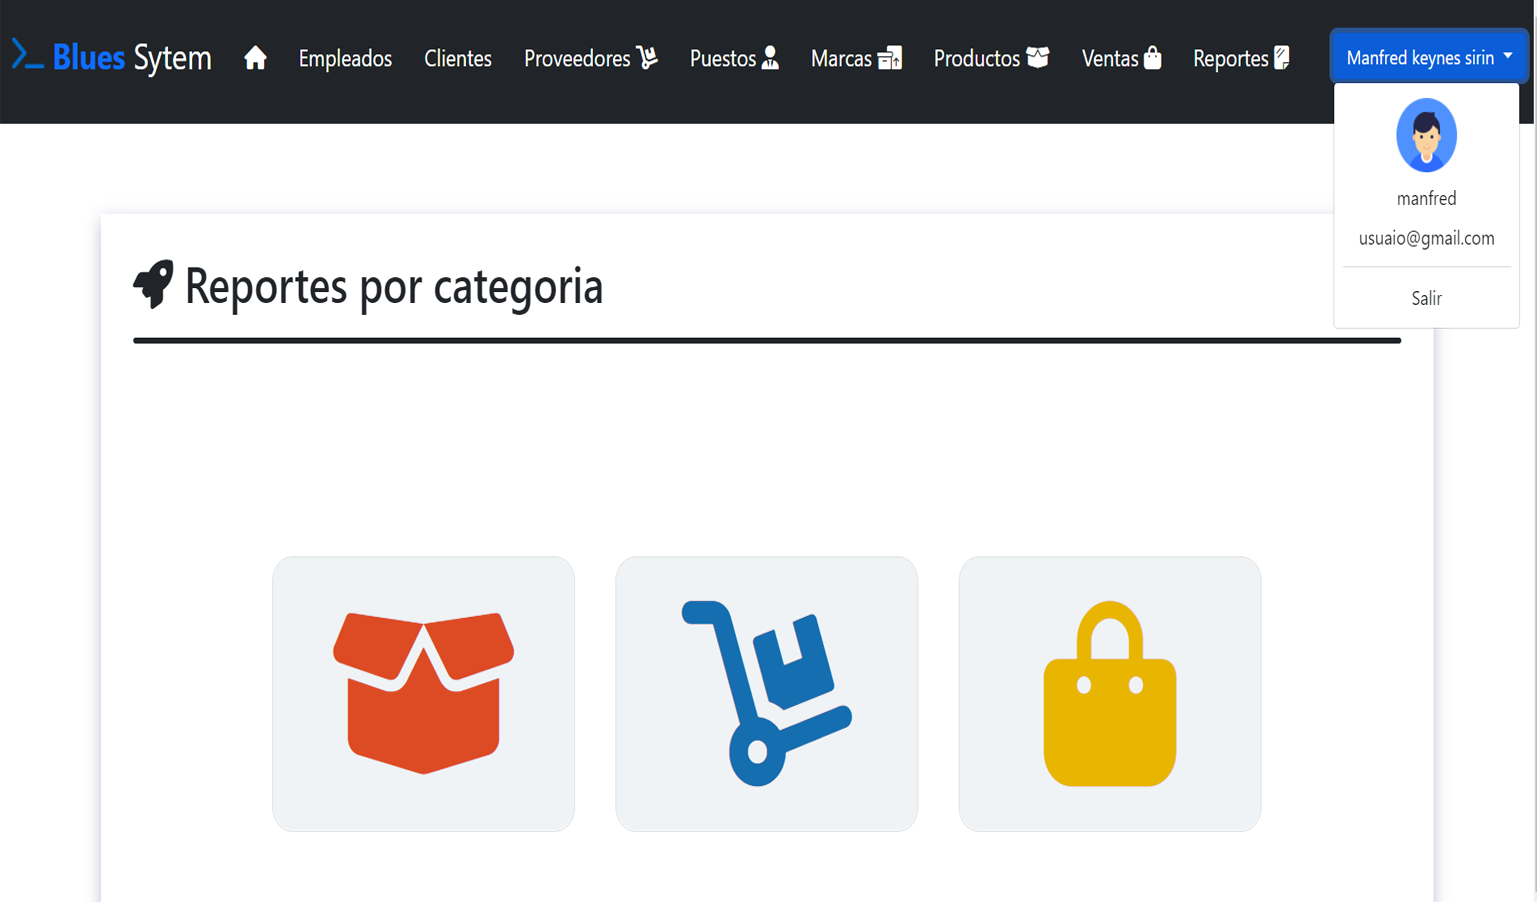 Blues Sytem Empleados Clientes Proveedores Puestos Marcas Productos Ventas Reportes Manfred keynes sirin
manfred
usuaio@gmail.com
Salir
Reportes por categoria